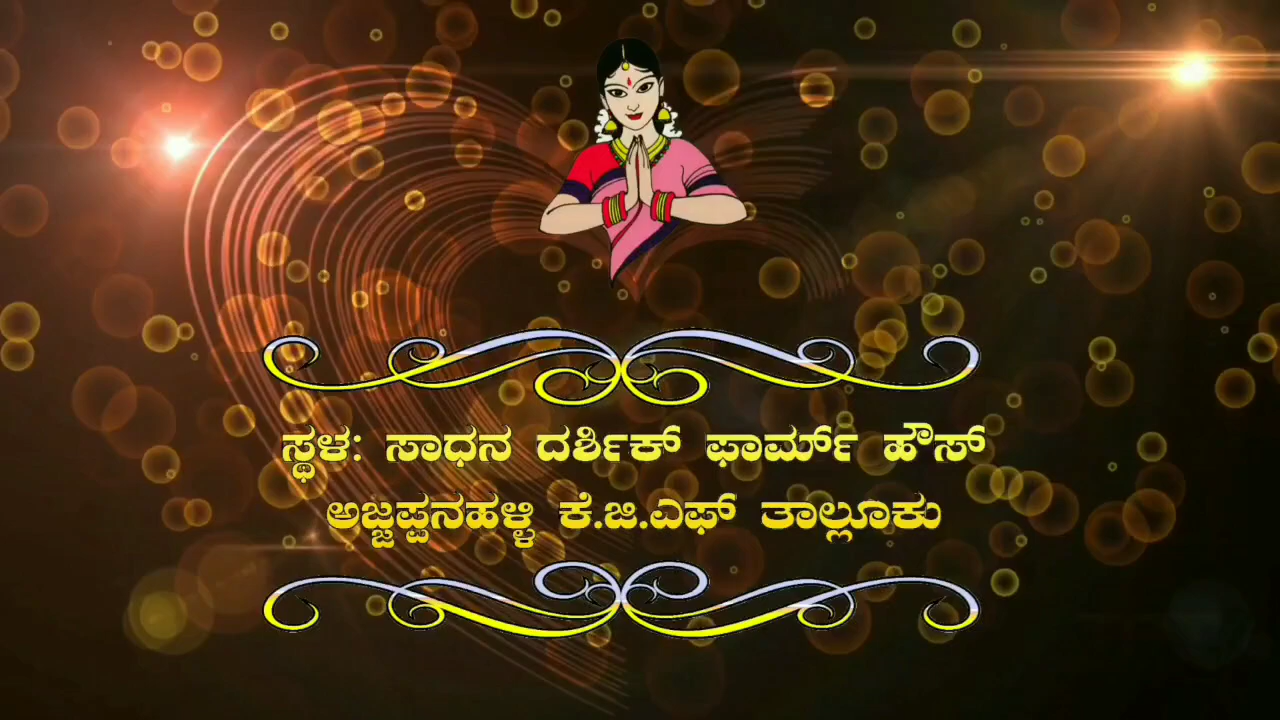 ಸ್ಥಳ: ಸಾಧನ ದರ್ಶಿಕ್ ಫಾರ್ಮ್ ಹೌಸ್
ಅಜ್ಜಪ್ಪನಹಳ್ಳಿ ಕೆ.ಜಿ.ಎಫ್ ತಾಲ್ಲೂಕು